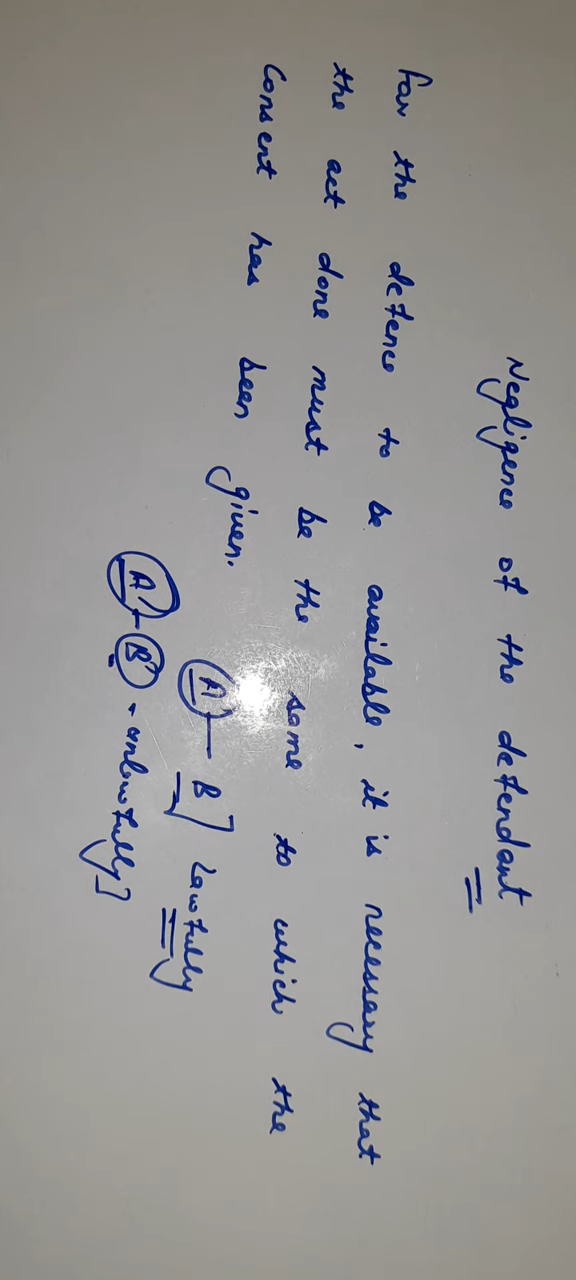 Negligence of the defendant
For the defence to be available, it is necessary that
the act done must be the same to which the
Consent has been given.
A - B] Lawfully
A - B - unlawfully]